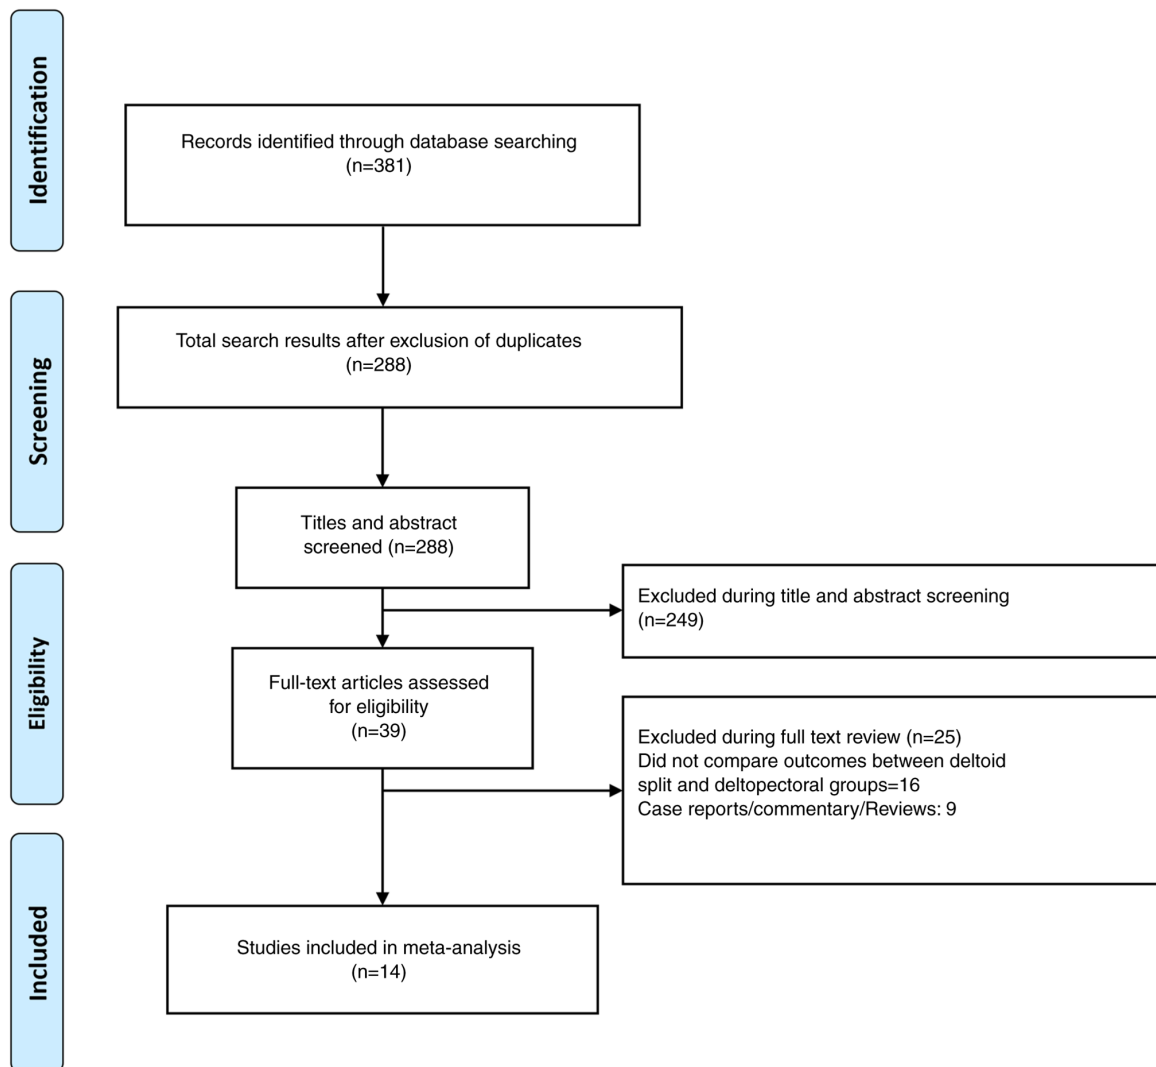 Identification
Records identified through database searching
(n=381)
Screening
Total search results after exclusion of duplicates
(n=288)
Titles and abstract
screened (n=288)
Excluded during title and abstract screening
(n=249)
Eligibility
Full-text articles assessed
for eligibility
(n=39)
Excluded during full text review (n=25)
Did not compare outcomes between deltoid
split and deltopectoral groups=16
Case reports/commentary/Reviews: 9
Included
Studies included in meta-analysis
(n=14)